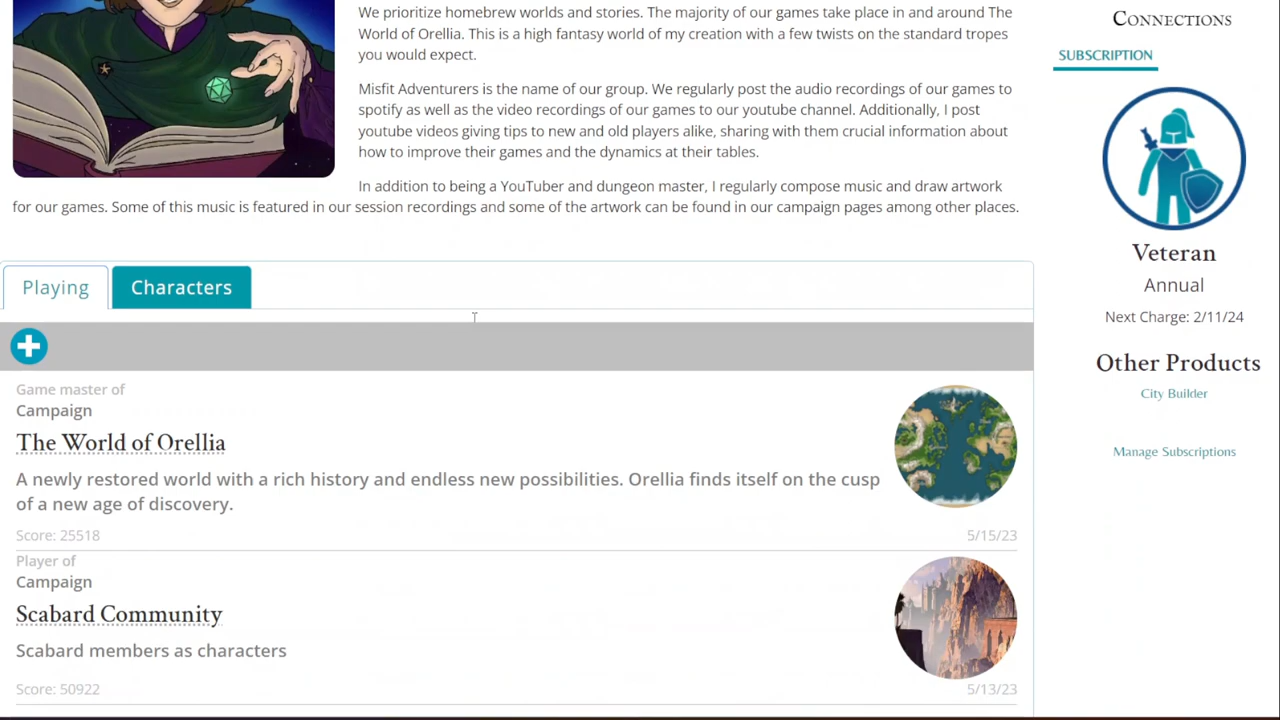 We prioritize homebrew worlds and stories. The majority of our games take place in and around The
World of Orellia. This is a high fantasy world of my creation with a few twists on the standard tropes
you would expect.
Misfit Adventurers is the name of our group. We regularly post the audio recordings of our games to
spotify as well as the video recordings of our games to our youtube channel. Additionally, I post
youtube videos giving tips to new and old players alike, sharing with them crucial information about
how to improve their games and the dynamics at their tables.
In addition to being a YouTuber and dungeon master, I regularly compose music and draw artwork
for our games. Some of this music is featured in our session recordings and some of the artwork can be found in our campaign pages among other places.
Playing
Characters
Game master of
Campaign
The World of Orellia
A newly restored world with a rich history and endless new possibilities. Orellia finds itself on the cusp
of a new age of discovery.
Score: 25518
5/15/23
Player of
Campaign
Scabard Community
Scabard members as characters
Score: 50922
5/13/23
Connections
SUBSCRIPTION
Veteran
Annual
Next Charge: 2/11/24
Other Products
City Builder
Manage Subscriptions